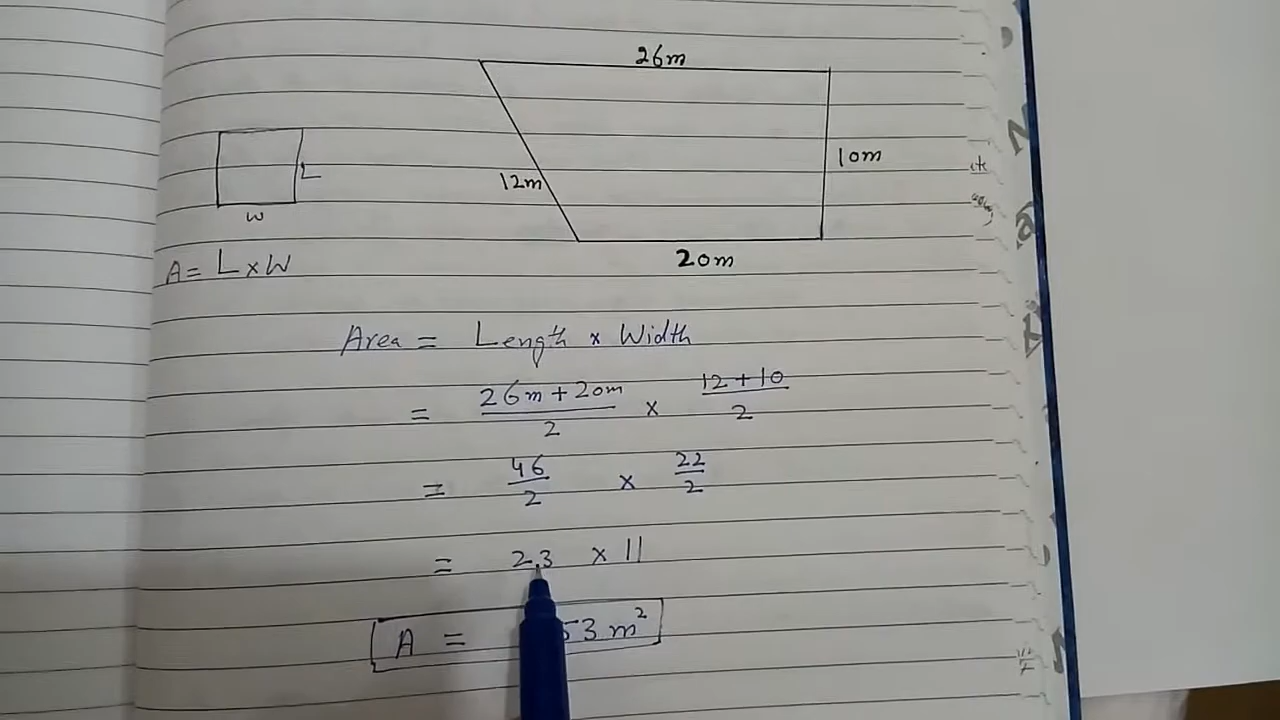 26m
10m
12m
L
W
20m
A = L x W
Area = Length x Width
= 26m + 20m / 2 x 12 + 10 / 2
= 46 / 2 x 22 / 2
= 23 x 11
A = 53 m²